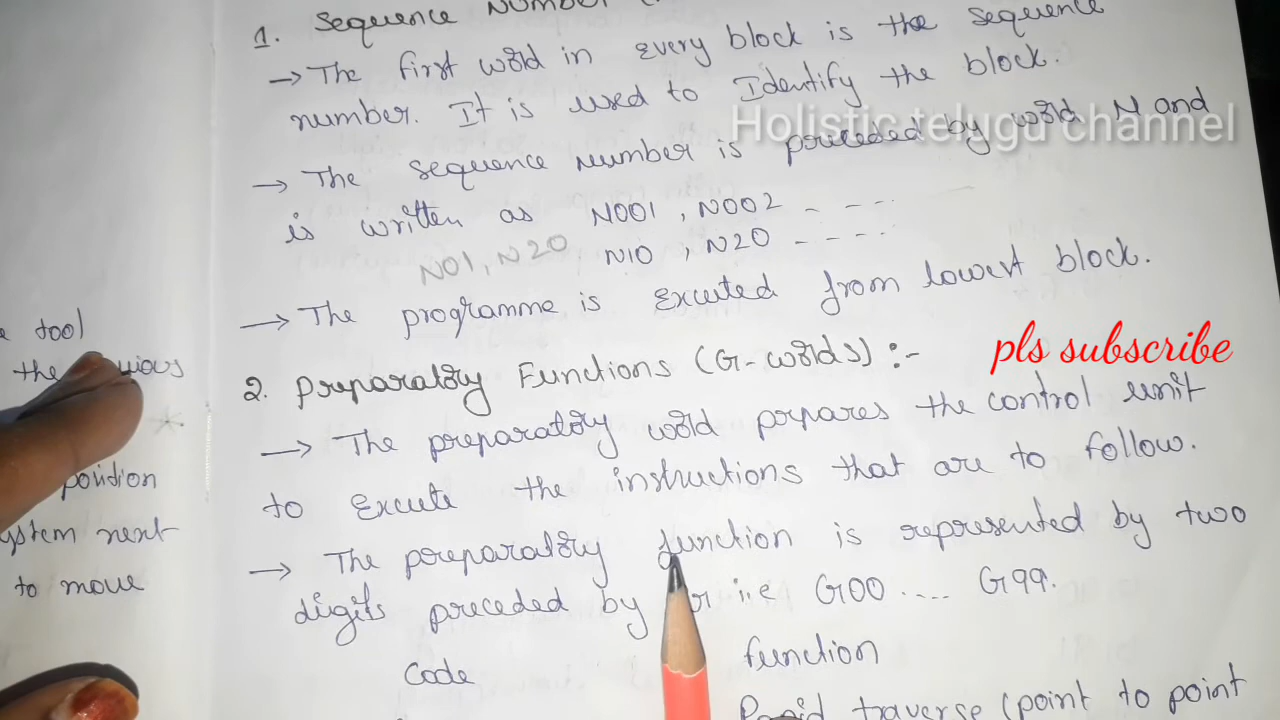 1. Sequence Number
→ The first word in every block is the sequence
number. It is used to Identify the block.
Holistic telugu channel
→ The sequence Number is preceded by word N and
is written as N001, N002 - ---
N01, N20 N10, N20 - - - --
→ The programme is Excuted from lowest block.
pls subscribe
2. Preparatory Functions (G-words) :-
→ The preparatory word prpares the control unit
to Excute the instructions that are to follow.
→ The preparatory function is represented by two
digits preceded by i.e G00 .... G99.
Code function
traverse (point to point
tool
the
position
next
to move